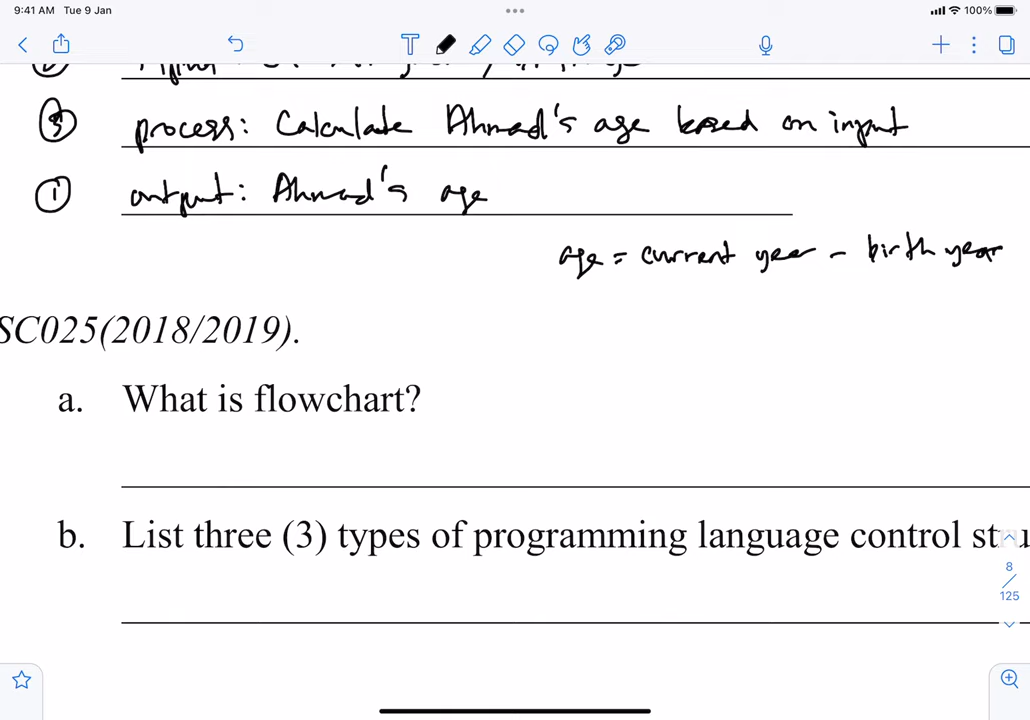 9:41 AM Tue 9 Jan
100%
③ process: Calculate Ahmad's age based on input
① output: Ahmad's age
age = current year - birth year
SC025(2018/2019).
a. What is flowchart?
b. List three (3) types of programming language control
8
/
125